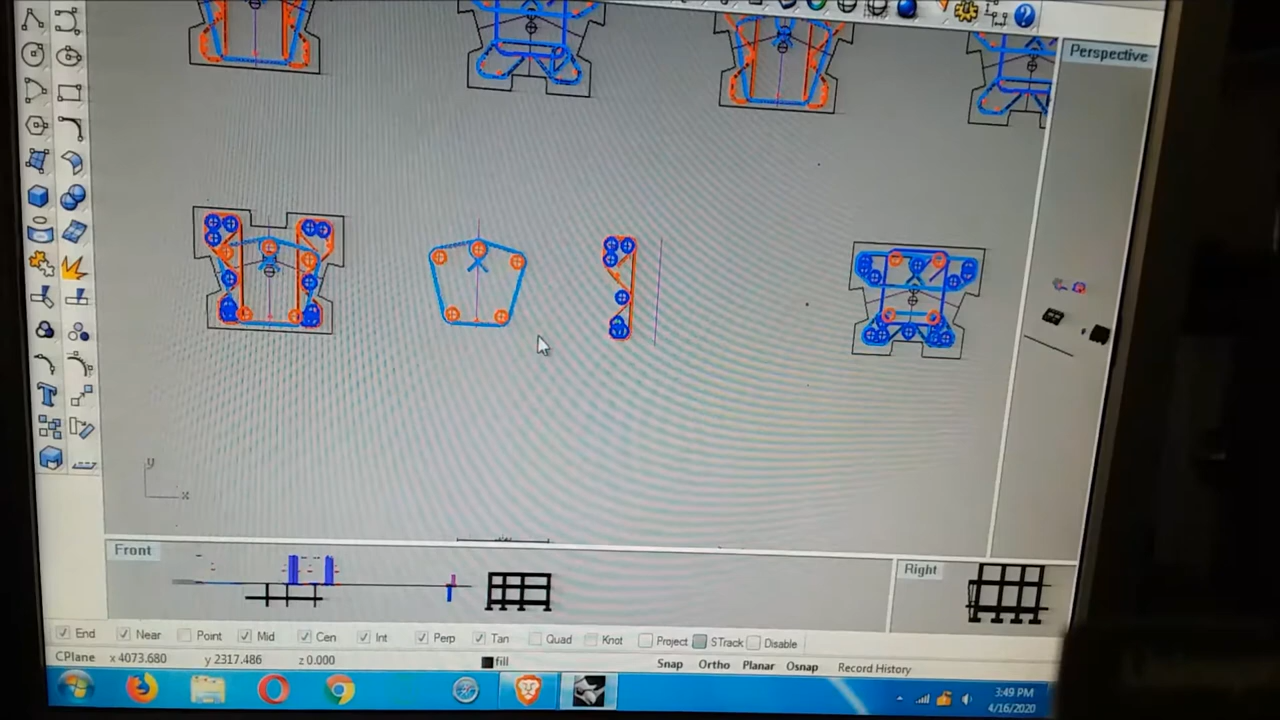 Perspective
y
x
Front
Right
End Near Point Mid Cen Int Perp Tan Quad Knot Project STrack Disable
CPlane x 4073.680 y 2317.486 z 0.000 fill Snap Ortho Planar Osnap Record History
3:49 PM
4/16/2020